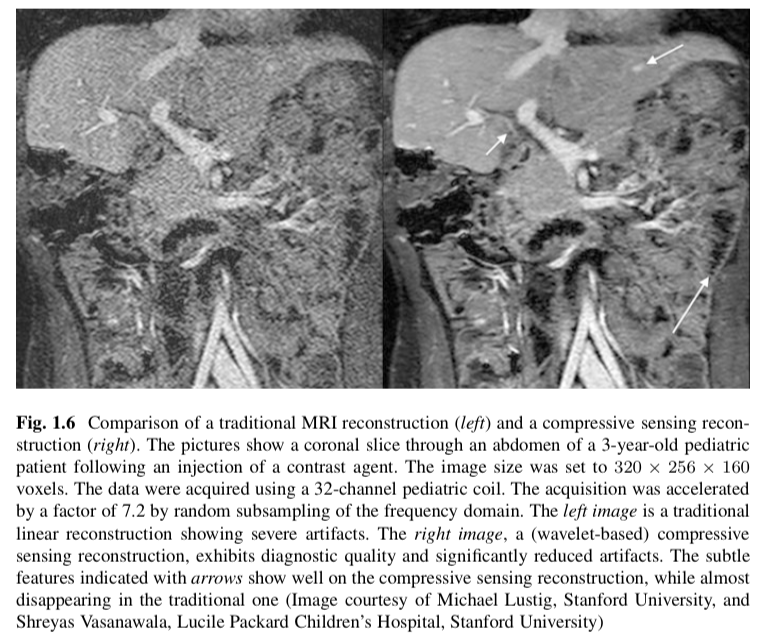 Fig. 1.6 Comparison of a traditional MRI reconstruction (left) and a compressive sensing recon-
struction (right). The pictures show a coronal slice through an abdomen of a 3-year-old pediatric
patient following an injection of a contrast agent. The image size was set to 320 × 256 × 160
voxels. The data were acquired using a 32-channel pediatric coil. The acquisition was accelerated
by a factor of 7.2 by random subsampling of the frequency domain. The left image is a traditional
linear reconstruction showing severe artifacts. The right image, a (wavelet-based) compressive
sensing reconstruction, exhibits diagnostic quality and significantly reduced artifacts. The subtle
features indicated with arrows show well on the compressive sensing reconstruction, while almost
disappearing in the traditional one (Image courtesy of Michael Lustig, Stanford University, and
Shreyas Vasanawala, Lucile Packard Children's Hospital, Stanford University)